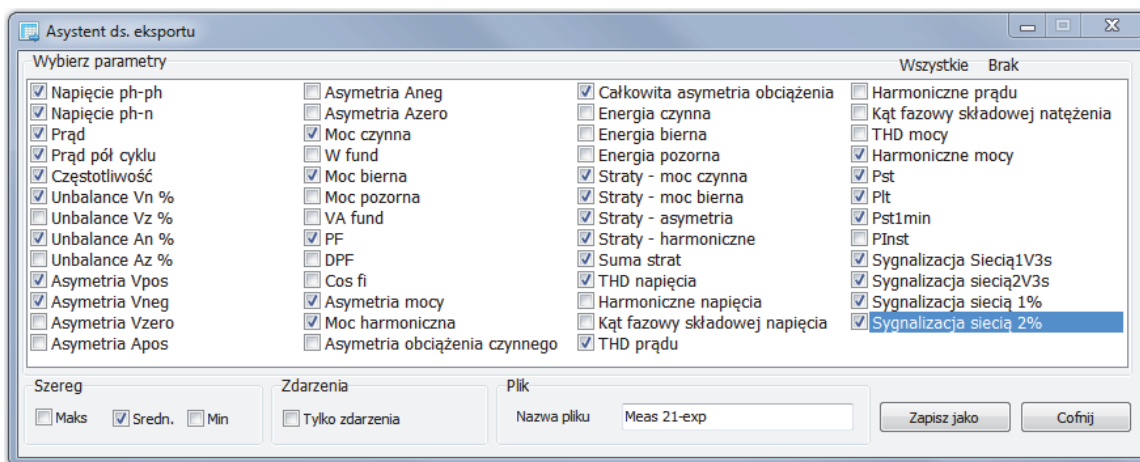 Asystent ds. eksportu
Wybierz parametry
Wszystkie Brak
Napięcie ph-ph
Napięcie ph-n
Prąd
Prąd pół cyklu
Częstotliwość
Unbalance Vn %
Unbalance Vz %
Unbalance An %
Unbalance Az %
Asymetria Vpos
Asymetria Vneg
Asymetria Vzero
Asymetria Apos
Asymetria Aneg
Asymetria Azero
Moc czynna
W fund
Moc bierna
Moc pozorna
VA fund
PF
DPF
Cos fi
Asymetria mocy
Moc harmoniczna
Asymetria obciążenia czynnego
Całkowita asymetria obciążenia
Energia czynna
Energia bierna
Energia pozorna
Straty - moc czynna
Straty - moc bierna
Straty - asymetria
Straty - harmoniczne
Suma strat
THD napięcia
Harmoniczne napięcia
Kąt fazowy składowej napięcia
THD prądu
Harmoniczne prądu
Kąt fazowy składowej natężenia
THD mocy
Harmoniczne mocy
Pst
Plt
Pst1min
PInst
Sygnalizacja Siecią1V3s
Sygnalizacja siecią2V3s
Sygnalizacja siecią 1%
Sygnalizacja siecią 2%
Szereg
Maks Sredn. Min
Zdarzenia
Tylko zdarzenia
Plik
Nazwa pliku Meas 21-exp
Zapisz jako Cofnij